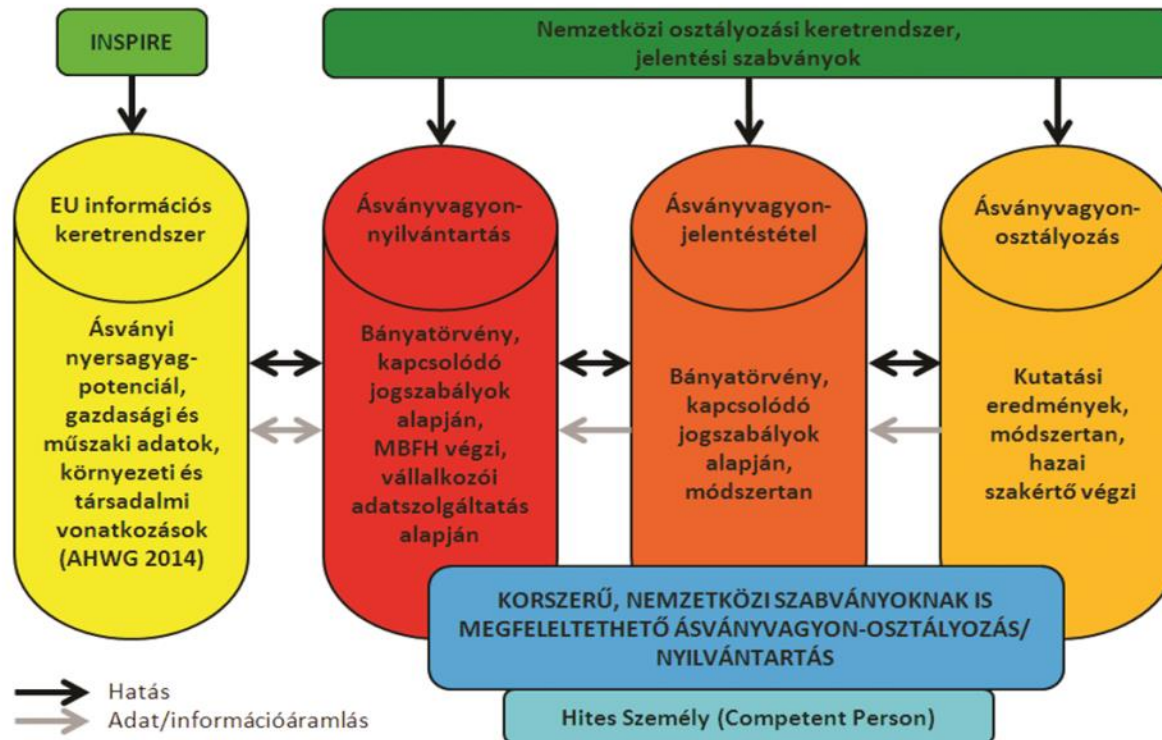 INSPIRE
Nemzetközi osztályozási keretrendszer,
jelentési szabványok
EU információs
keretrendszer
Ásványi
nyersagyag-
potenciál,
gazdasági és
műszaki adatok,
környezeti és
társadalmi
vonatkozások
(AHWG 2014)
Ásványvagyon-
nyilvántartás
Bányatörvény,
kapcsolódó
jogszabályok
alapján,
MBFH végzi,
vállalkozói
adatszolgáltatás
alapján
Ásványvagyon-
jelentéstétel
Bányatörvény,
kapcsolódó
jogszabályok
alapján,
módszertan
Ásványvagyon-
osztályozás
Kutatási
eredmények,
módszertan,
hazai
szakértő végzi
KORSZERŰ, NEMZETKÖZI SZABVÁNYOKNAK IS
MEGFELELTETHETŐ ÁSVÁNYVAGYON-OSZTÁLYOZÁS/
NYILVÁNTARTÁS
Hites Személy (Competent Person)
Hatás
Adat/információáramlás